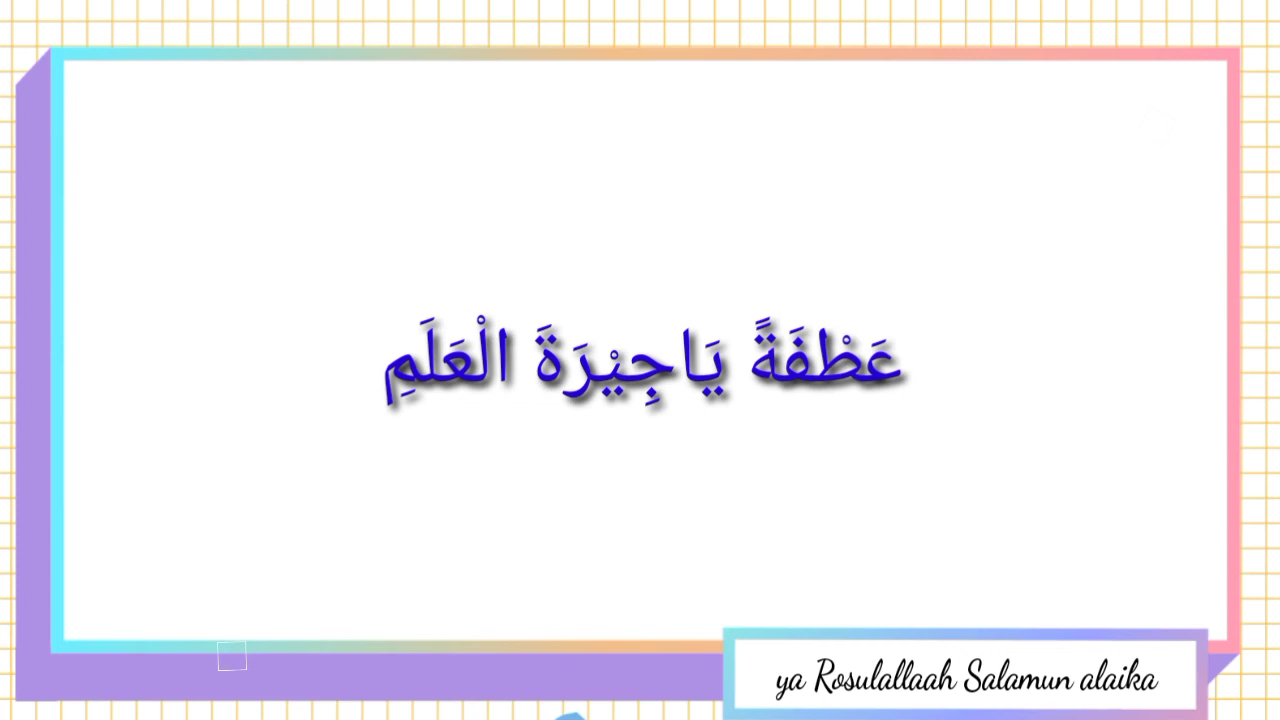 عَطْفَةً يَاجِيْرَةَ الْعَلَمِ
ya Rosulallaah Salamun alaika